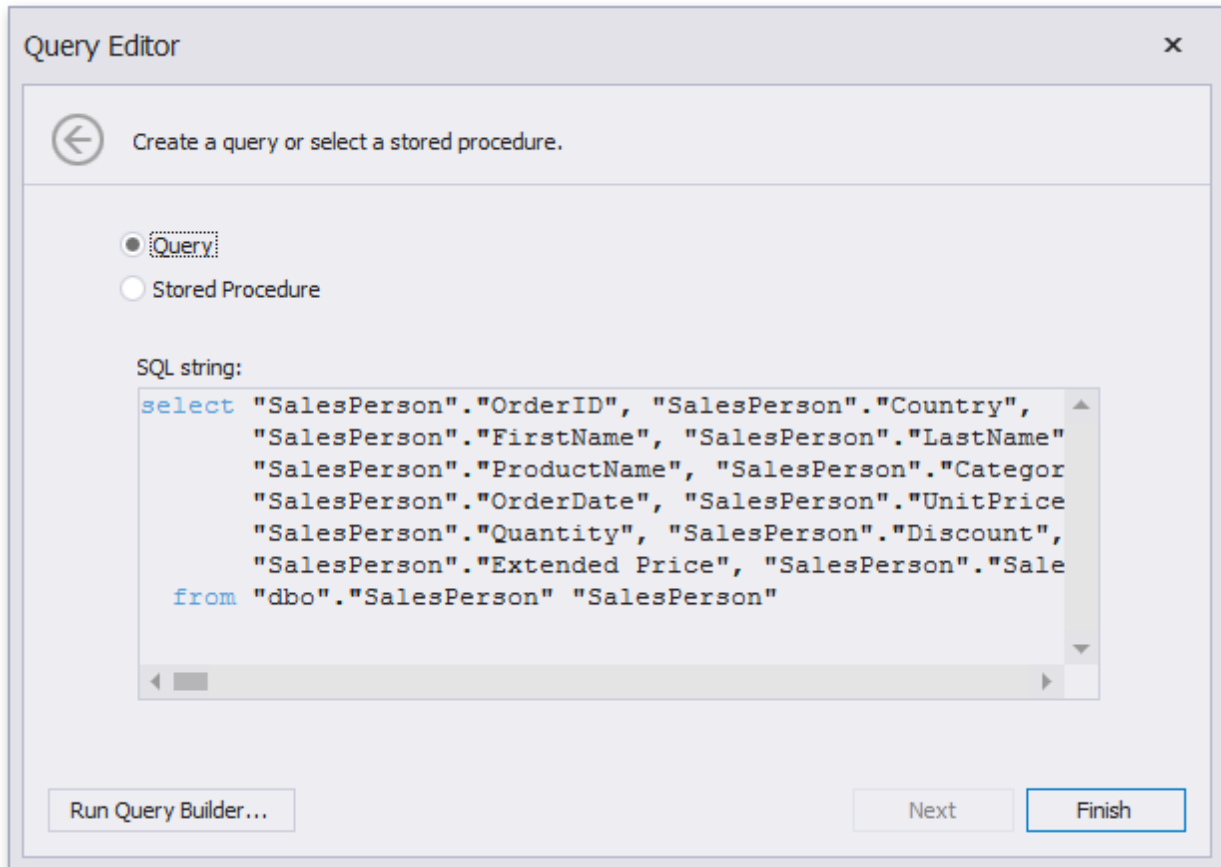 Query Editor
Create a query or select a stored procedure.
Query
Stored Procedure
SQL string:
select "SalesPerson"."OrderID", "SalesPerson"."Country",
"SalesPerson"."FirstName", "SalesPerson"."LastName"
"SalesPerson"."ProductName", "SalesPerson"."Categor
"SalesPerson"."OrderDate", "SalesPerson"."UnitPrice
"SalesPerson"."Quantity", "SalesPerson"."Discount",
"SalesPerson"."Extended Price", "SalesPerson"."Sale
from "dbo"."SalesPerson" "SalesPerson"
Run Query Builder... Next Finish